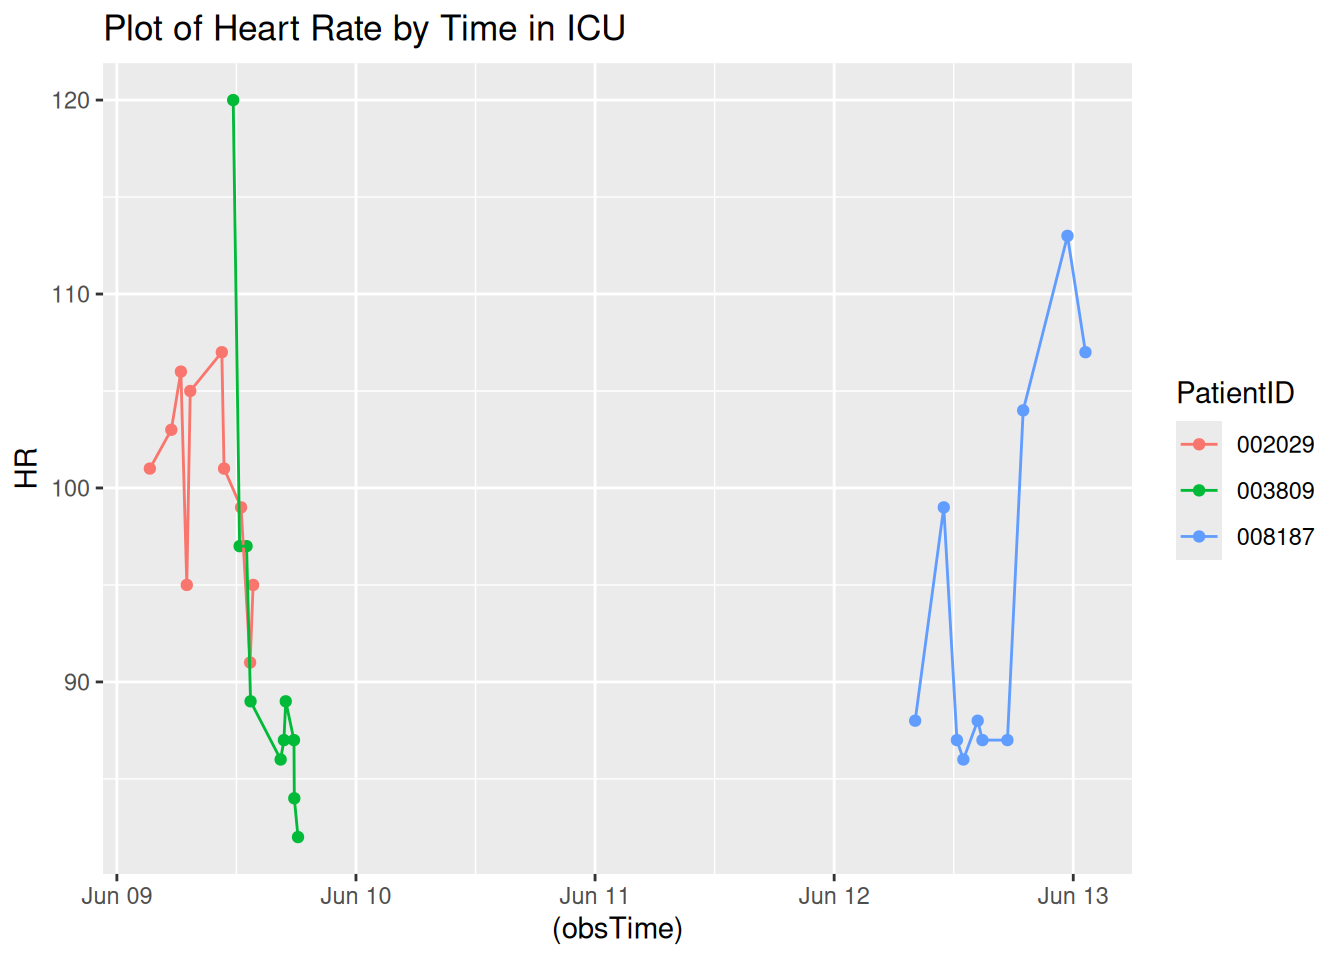 Plot of Heart Rate by Time in ICU
120
110
100
90
HR
Jun 09 Jun 10 Jun 11 Jun 12 Jun 13
(obsTime)
PatientID
002029
003809
008187